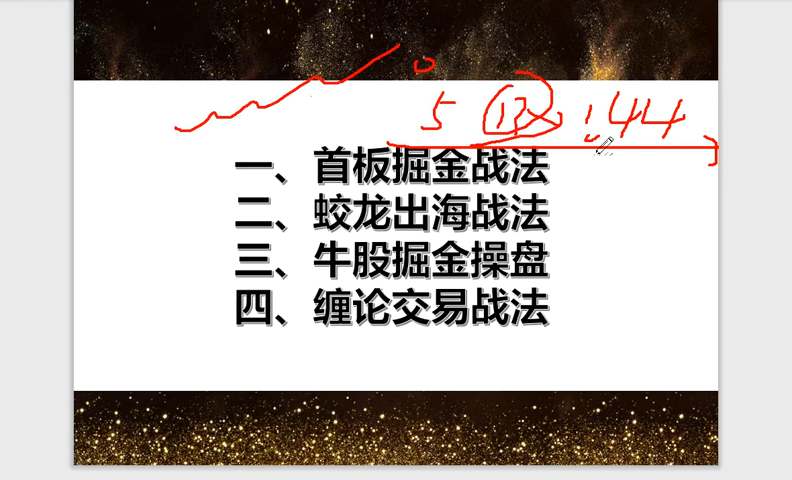 5 13 144
一、首板掘金战法
二、蛟龙出海战法
三、牛股掘金操盘
四、缠论交易战法